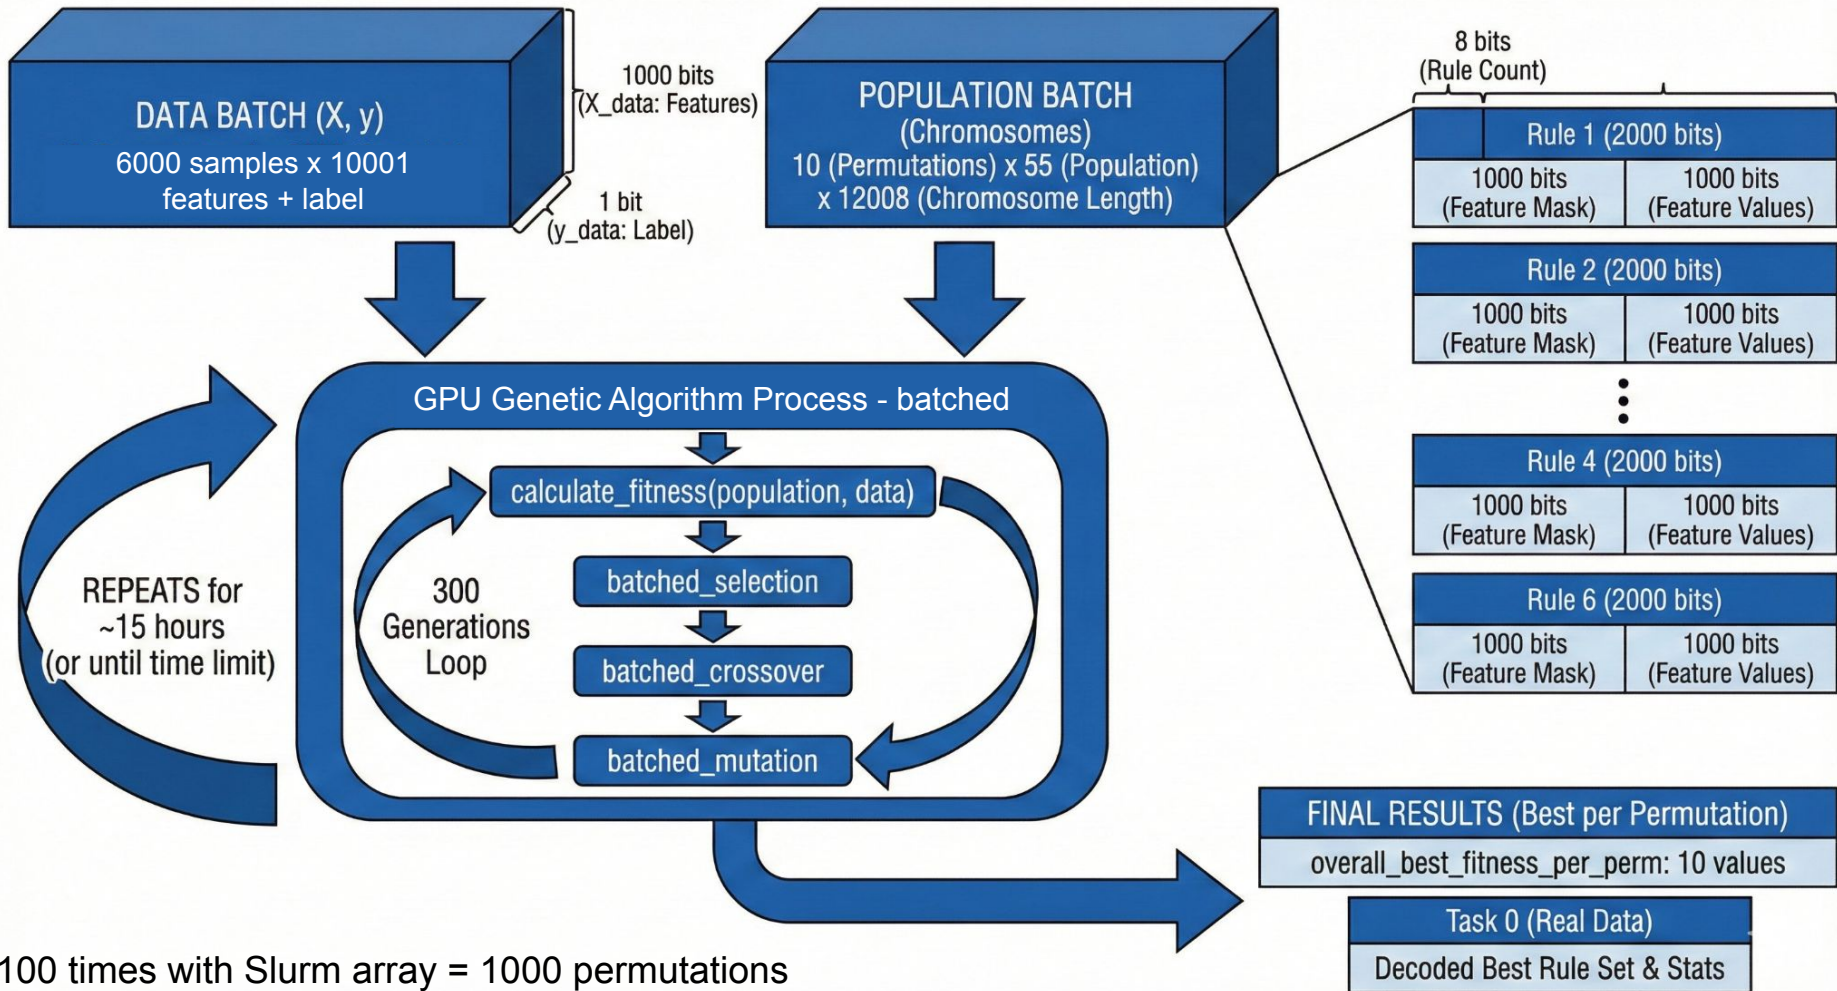 DATA BATCH (X, y)
6000 samples x 10001
features + label
1000 bits
(X_data: Features)
1 bit
(y_data: Label)
POPULATION BATCH
(Chromosomes)
10 (Permutations) x 55 (Population)
x 12008 (Chromosome Length)
8 bits
(Rule Count)
Rule 1 (2000 bits)
1000 bits
(Feature Mask)
1000 bits
(Feature Values)
Rule 2 (2000 bits)
1000 bits
(Feature Mask)
1000 bits
(Feature Values)
Rule 4 (2000 bits)
1000 bits
(Feature Mask)
1000 bits
(Feature Values)
Rule 6 (2000 bits)
1000 bits
(Feature Mask)
1000 bits
(Feature Values)
GPU Genetic Algorithm Process - batched
calculate_fitness(population, data)
batched_selection
batched_crossover
batched_mutation
300
Generations
Loop
REPEATS for
~15 hours
(or until time limit)
FINAL RESULTS (Best per Permutation)
overall_best_fitness_per_perm: 10 values
Task 0 (Real Data)
Decoded Best Rule Set & Stats
100 times with Slurm array = 1000 permutations